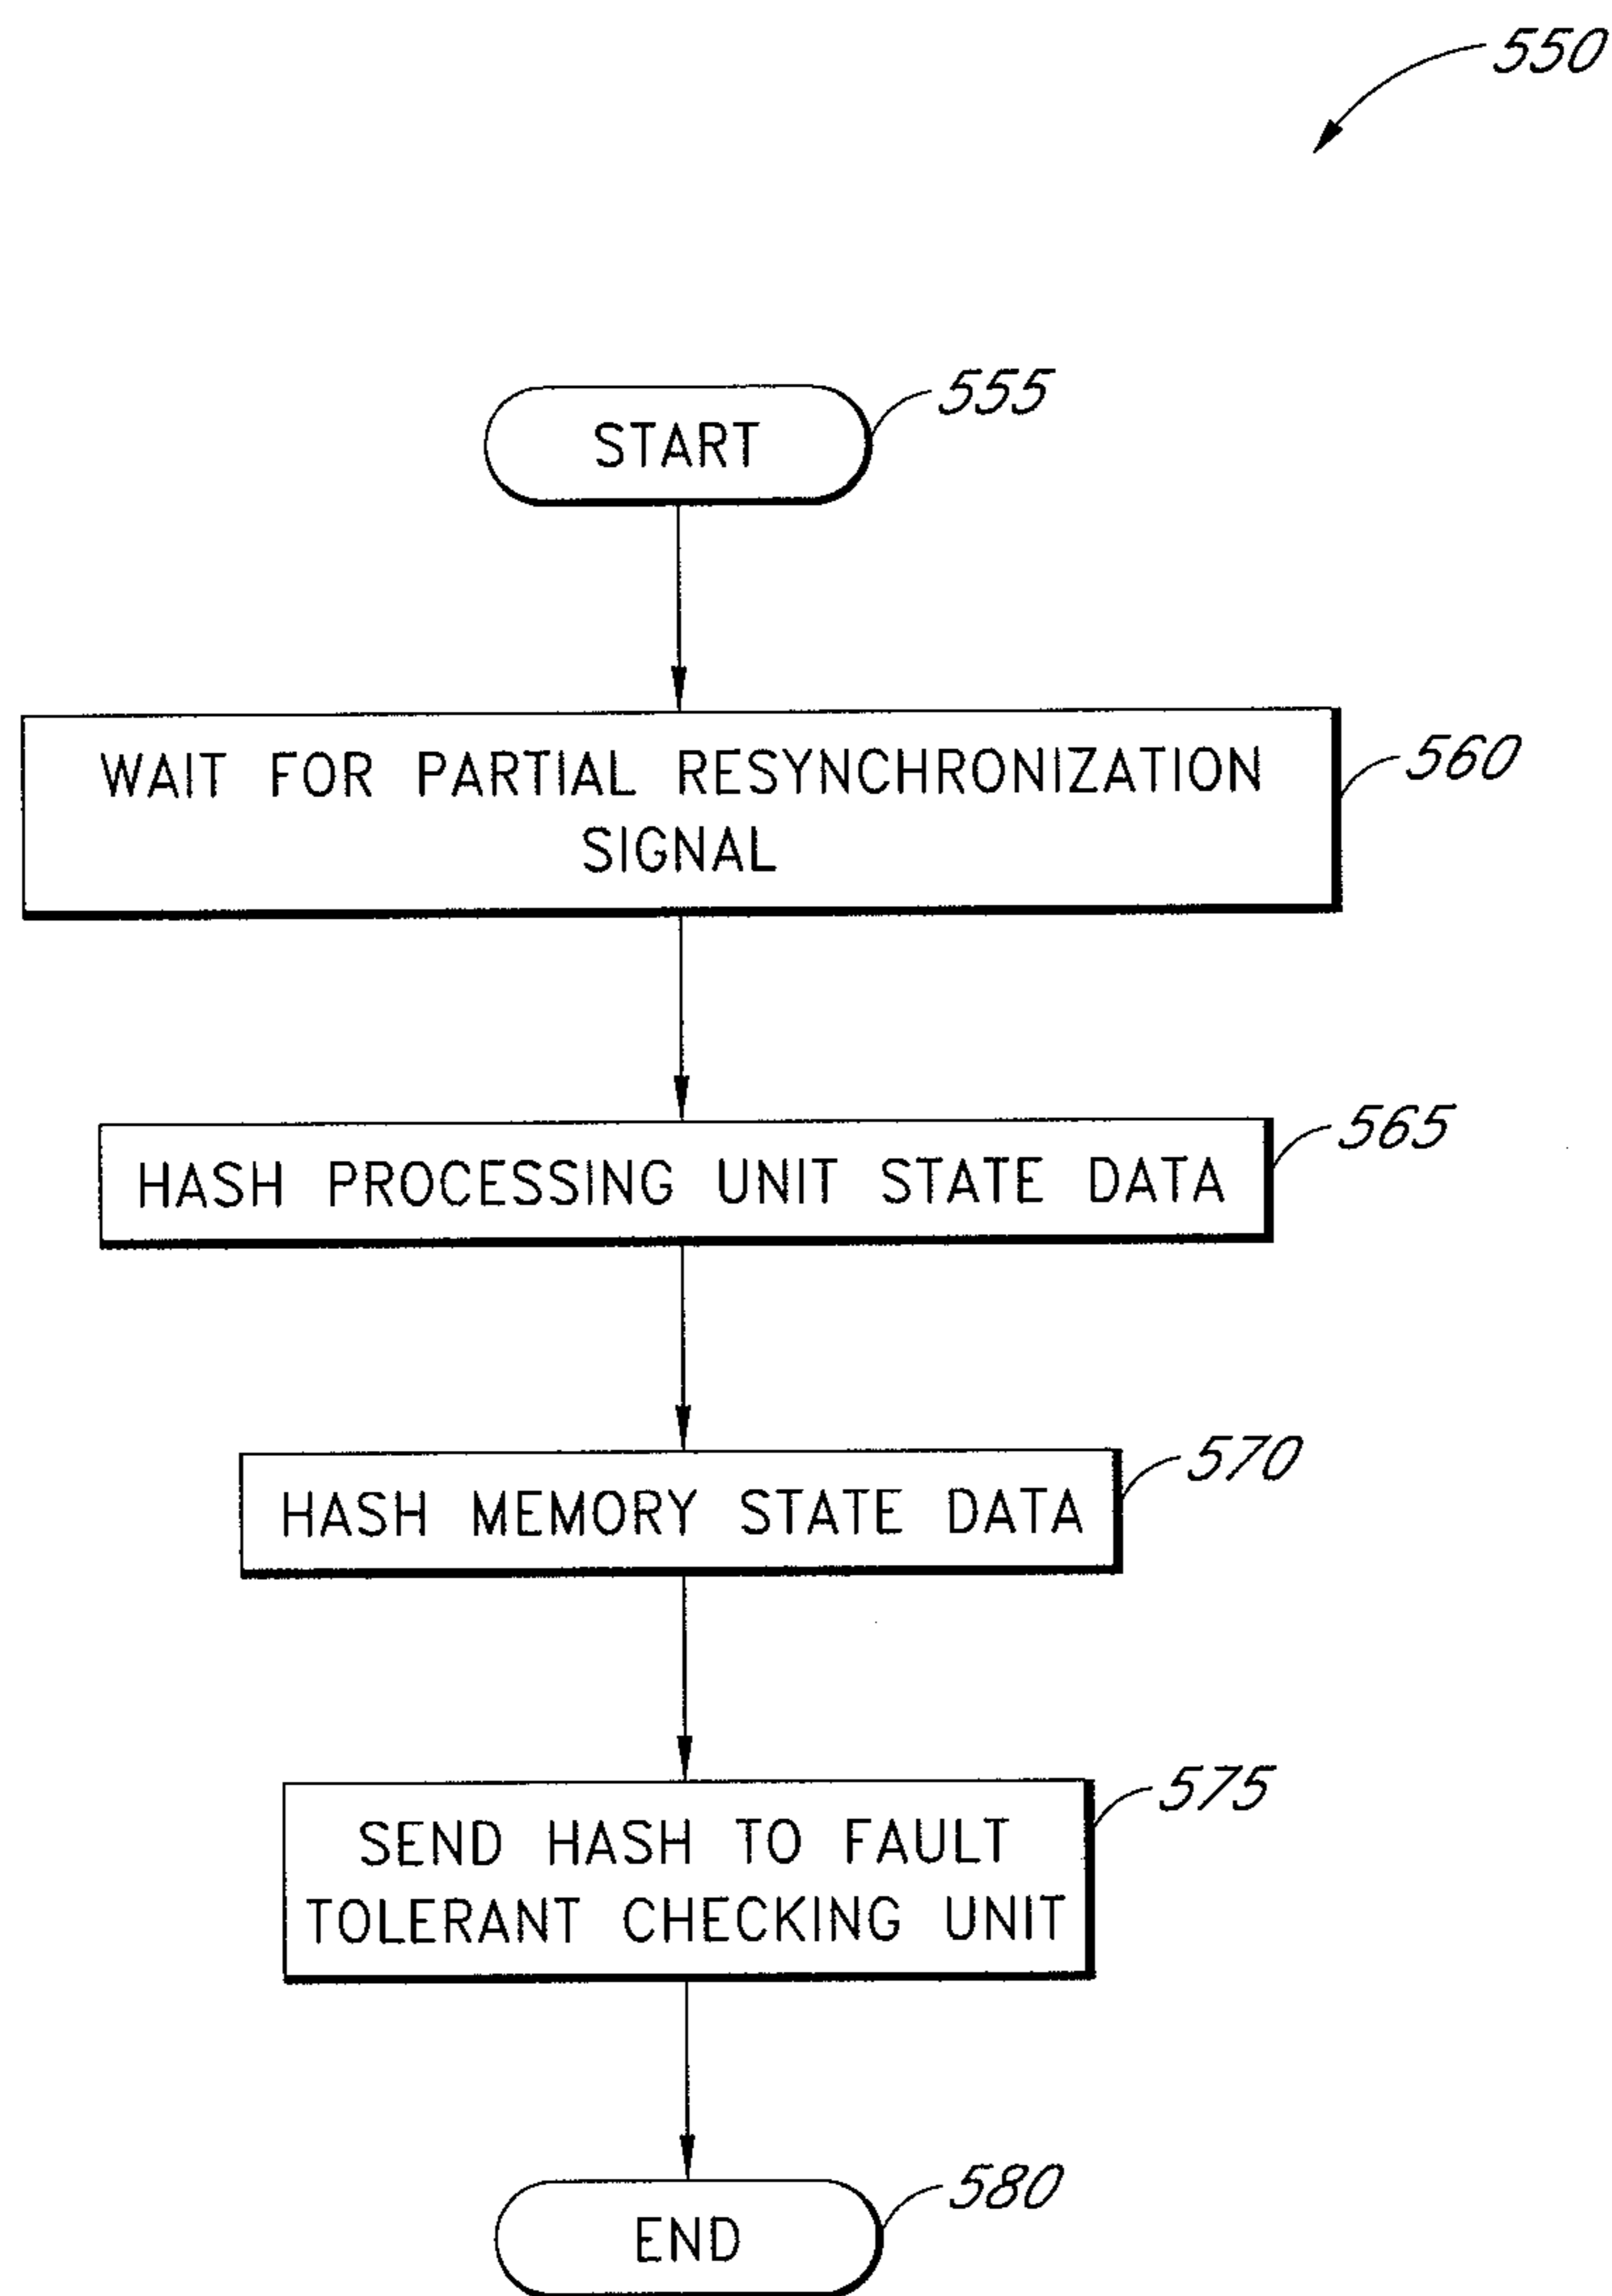 550
START
555
WAIT FOR PARTIAL RESYNCHRONIZATION
SIGNAL
560
HASH PROCESSING UNIT STATE DATA
565
HASH MEMORY STATE DATA
570
SEND HASH TO FAULT
TOLERANT CHECKING UNIT
575
END
580